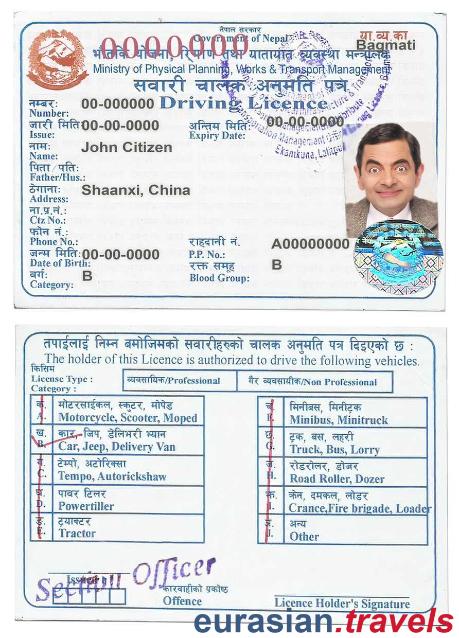 नेपाल सरकार
Government of Nepal
या.व्य.का
Bagmati
0000000
भौतिक योजना, निर्माण तथा यातायात व्यवस्था मन्त्रालय
Ministry of Physical Planning, Works & Transport Management
सवारी चालक अनुमति पत्र
नम्बर: 00-000000 Driving Licence
Number:
जारी मिति: 00-00-0000 अन्तिम मिति: 00-00-0000
Issue: Expiry Date:
नाम: John Citizen
Name:
पिता / पति:
Father/Hus.:
ठेगाना: Shaanxi, China
Address:
ना.प्र.नं.:
Ctz No.:
फोन नं.:
Phone No.: राहदानी नं. A00000000
जन्म मिति: 00-00-0000 P.P. No.:
Date of Birth: रक्त समूह B
वर्ग: B Blood Group:
Category:
Ekantakuna, Lalitpur
तपाईलाई निम्न बमोजिमको सवारीहरुको चालक अनुमति पत्र दिइएको छ :
The holder of this Licence is authorized to drive the following vehicles.
किसिम
License Type : व्यवसायिक/Professional गैर व्यवसायिक/Non Professional
Category :
क. मोटरसाईकल, स्कुटर, मोपेड
A. Motorcycle, Scooter, Moped
ख. कार, जिप, डेलिभरी भ्यान
B. Car, Jeep, Delivery Van
ग. टेम्पो, अटोरिक्सा
C. Tempo, Autorickshaw
घ. पावर टिलर
D. Powertiller
ङ. ट्र्याक्टर
E. Tractor
च. मिनीबस, मिनीट्रक
F. Minibus, Minitruck
छ. ट्रक, बस, लहरी
G. Truck, Bus, Lorry
ज. रोडरोलर, डोजर
H. Road Roller, Dozer
झ. क्रेन, दमकल, लोडर
I. Crance,Fire brigade, Loader
ञ. अन्य
J. Other
Section Officer
कारवाहीको प्रकोष्ठ
Offence
Licence Holder's Signature
eurasian.travels